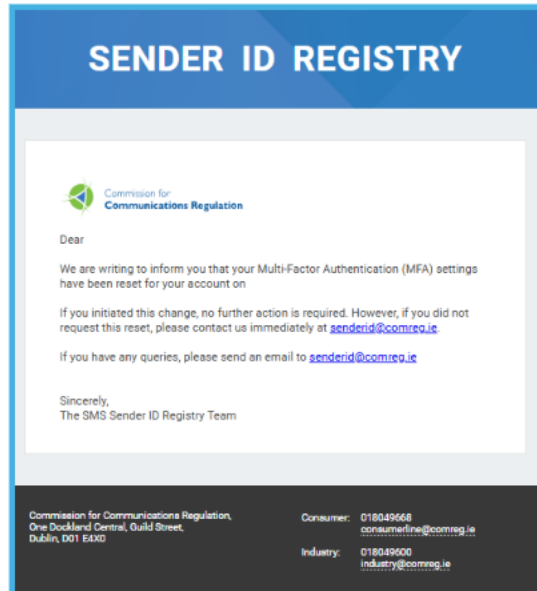 SENDER ID REGISTRY
Commission for
Communications Regulation
Dear
We are writing to inform you that your Multi-Factor Authentication (MFA) settings
have been reset for your account on
If you initiated this change, no further action is required. However, if you did not
request this reset, please contact us immediately at senderid@comreg.ie.
If you have any queries, please send an email to senderid@comreg.ie
Sincerely,
The SMS Sender ID Registry Team
Commission for Communications Regulation,
One Dockland Central, Guild Street,
Dublin, D01 E4X0
Consumer: 018049668
consumerline@comreg.ie
Industry: 018049600
industry@comreg.ie